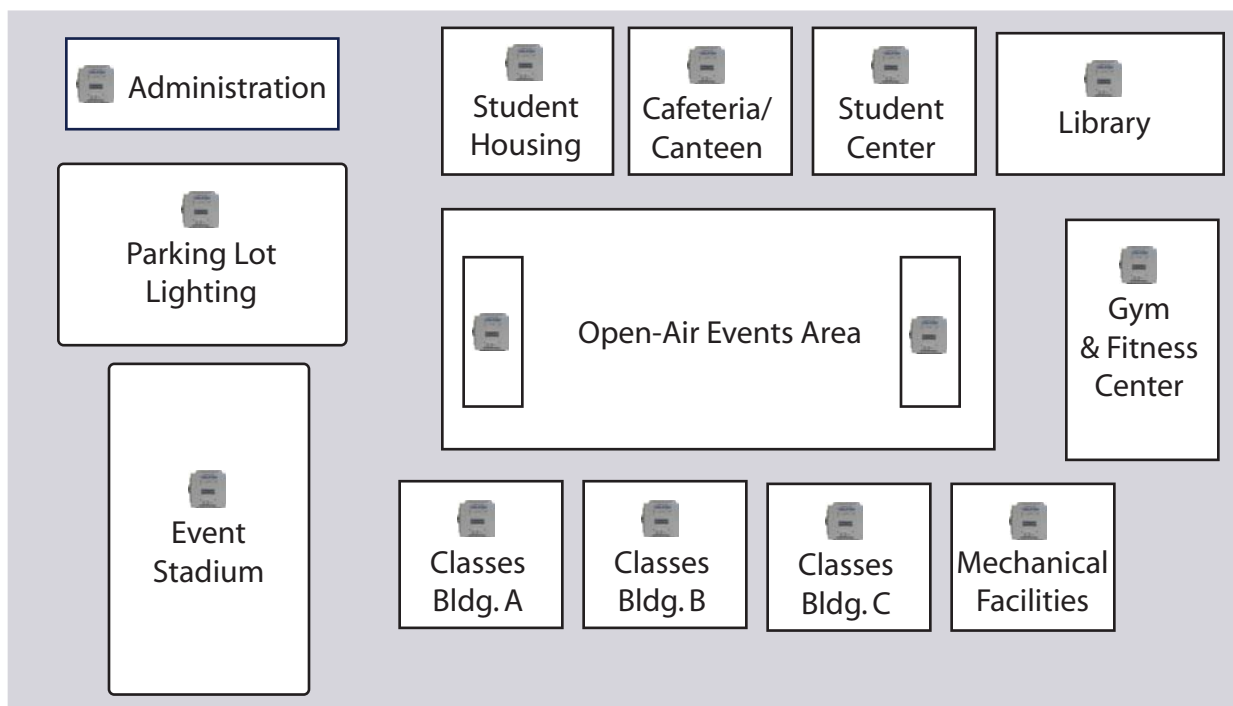 Administration
Student
Housing
Cafeteria/
Canteen
Student
Center
Library
Parking Lot
Lighting
Open-Air Events Area
Gym
& Fitness
Center
Event
Stadium
Classes
Bldg. A
Classes
Bldg. B
Classes
Bldg. C
Mechanical
Facilities